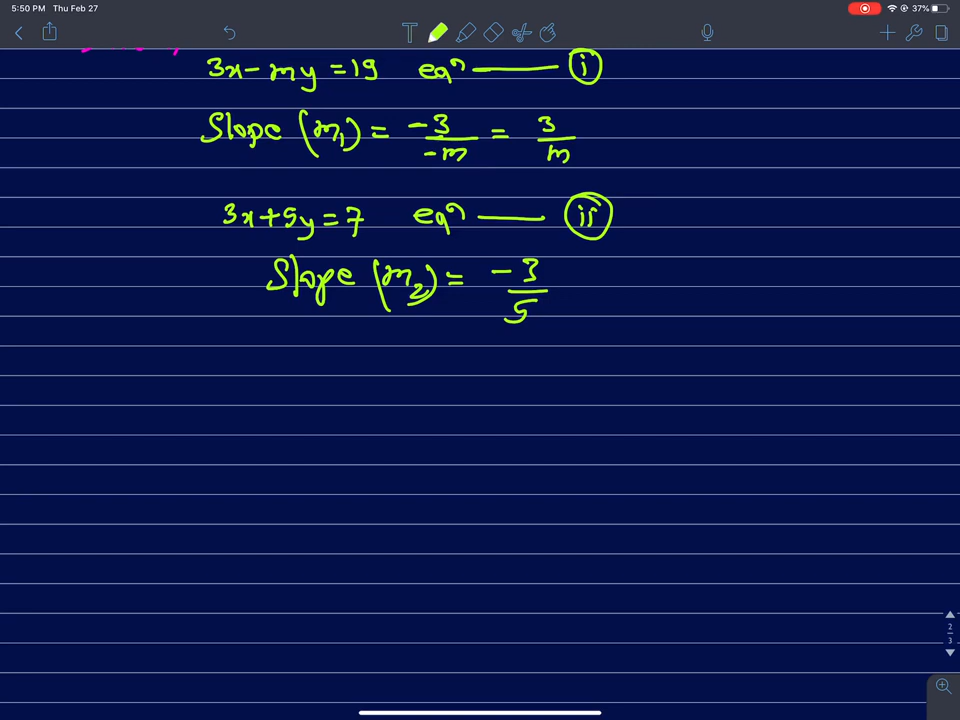 5:50 PM Thu Feb 27
37%
3x - my = 19 eqⁿ —— (i)
Slope (m₁) = -3/-m = 3/m
3x + 5y = 7 eqⁿ —— (ii)
Slope (m₂) = -3/5
2
3